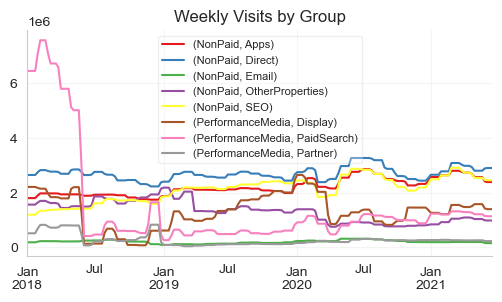 Weekly Visits by Group
1e6
(NonPaid, Apps)
(NonPaid, Direct)
(NonPaid, Email)
(NonPaid, OtherProperties)
(NonPaid, SEO)
(PerformanceMedia, Display)
(PerformanceMedia, PaidSearch)
(PerformanceMedia, Partner)
6
4
2
0
Jan Jul Jan Jul Jan Jul Jan
2018 2019 2020 2021